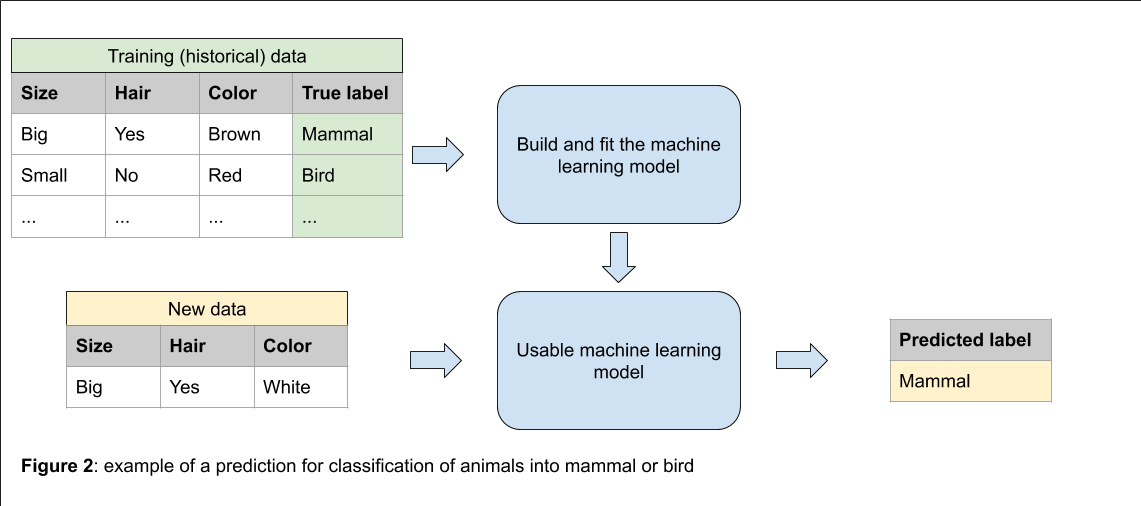 Training (historical) data
Size Hair Color True label
Big Yes Brown Mammal
Small No Red Bird
... ... ... ...
Build and fit the machine
learning model
New data
Size Hair Color
Big Yes White
Usable machine learning
model
Predicted label
Mammal
Figure 2: example of a prediction for classification of animals into mammal or bird